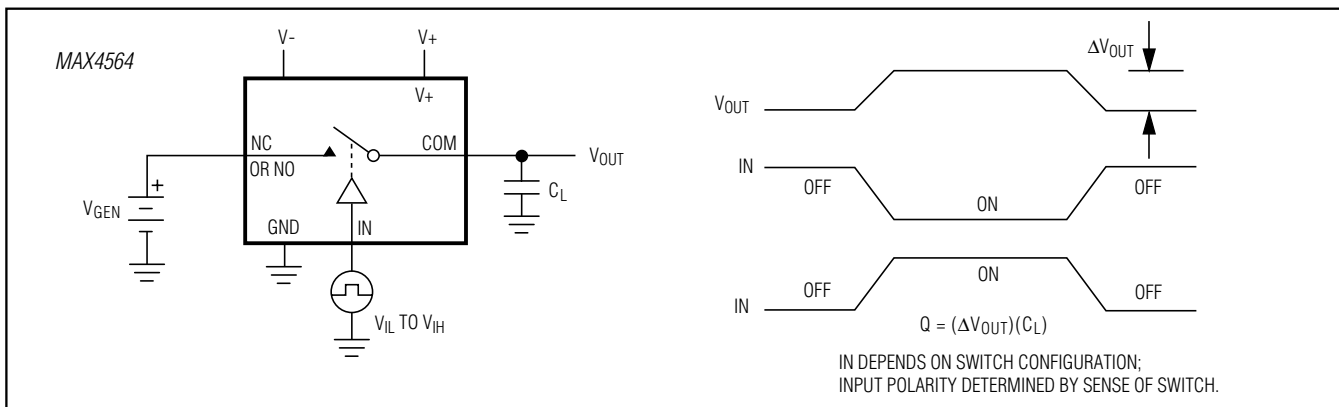 MAX4564
V-
V+
V+
NC
OR NO
COM
VOUT
CL
VGEN
+
GND
IN
VIL TO VIH
ΔVOUT
VOUT
IN
OFF
ON
OFF
IN
OFF
ON
OFF
Q = (ΔVOUT)(CL)
IN DEPENDS ON SWITCH CONFIGURATION;
INPUT POLARITY DETERMINED BY SENSE OF SWITCH.